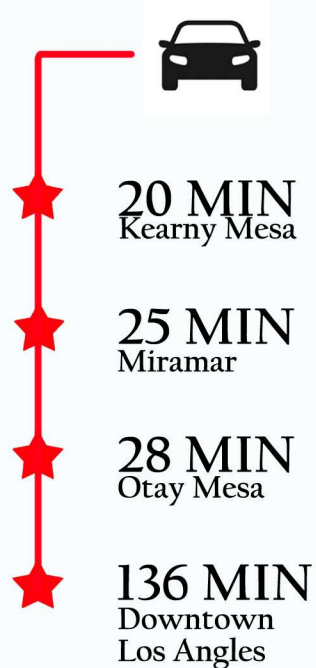 20 MIN
Kearny Mesa
25 MIN
Miramar
28 MIN
Otay Mesa
136 MIN
Downtown
Los Angles